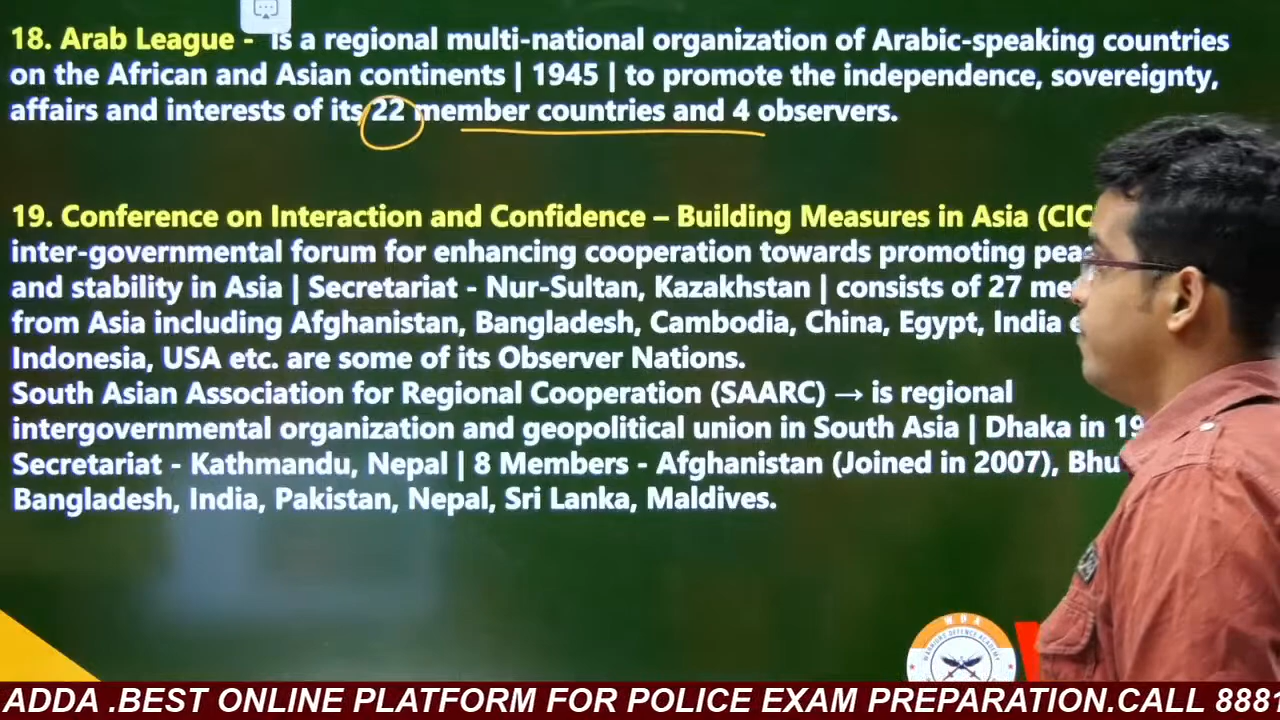 18. Arab League - is a regional multi-national organization of Arabic-speaking countries
on the African and Asian continents | 1945 | to promote the independence, sovereignty,
affairs and interests of its 22 member countries and 4 observers.
19. Conference on Interaction and Confidence – Building Measures in Asia (CIC
inter-governmental forum for enhancing cooperation towards promoting pea
and stability in Asia | Secretariat - Nur-Sultan, Kazakhstan | consists of 27 me
from Asia including Afghanistan, Bangladesh, Cambodia, China, Egypt, India
Indonesia, USA etc. are some of its Observer Nations.
South Asian Association for Regional Cooperation (SAARC) → is regional
intergovernmental organization and geopolitical union in South Asia | Dhaka in 19
Secretariat - Kathmandu, Nepal | 8 Members - Afghanistan (Joined in 2007), Bhu
Bangladesh, India, Pakistan, Nepal, Sri Lanka, Maldives.
WDA
WARRIORS DEFENCE ACADEMY
ADDA .BEST ONLINE PLATFORM FOR POLICE EXAM PREPARATION.CALL 8881